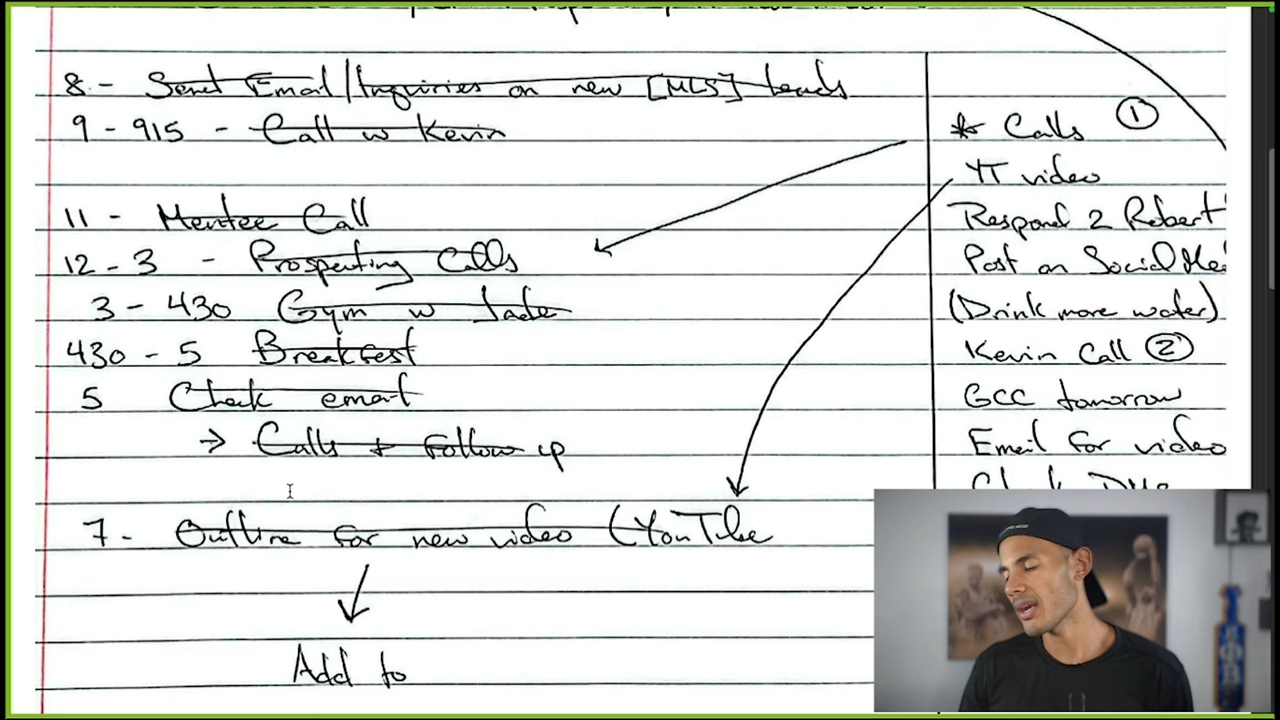 8 - Send Email/Inquiries on new [MLS] leads
9 - 915 - Call w Kevin
11 - Mentee Call
12 - 3 - Prospecting Calls
3 - 430 Gym w Jade
430 - 5 Breakfest
5 Check email
→ Calls + Follow up
7 - Outline for new video (YouTube
Add to
* Calls ①
YT video
Respond 2 Robert
Post on Social Me
(Drink more water)
Kevin Call ②
GCC tomorrow
Email for video